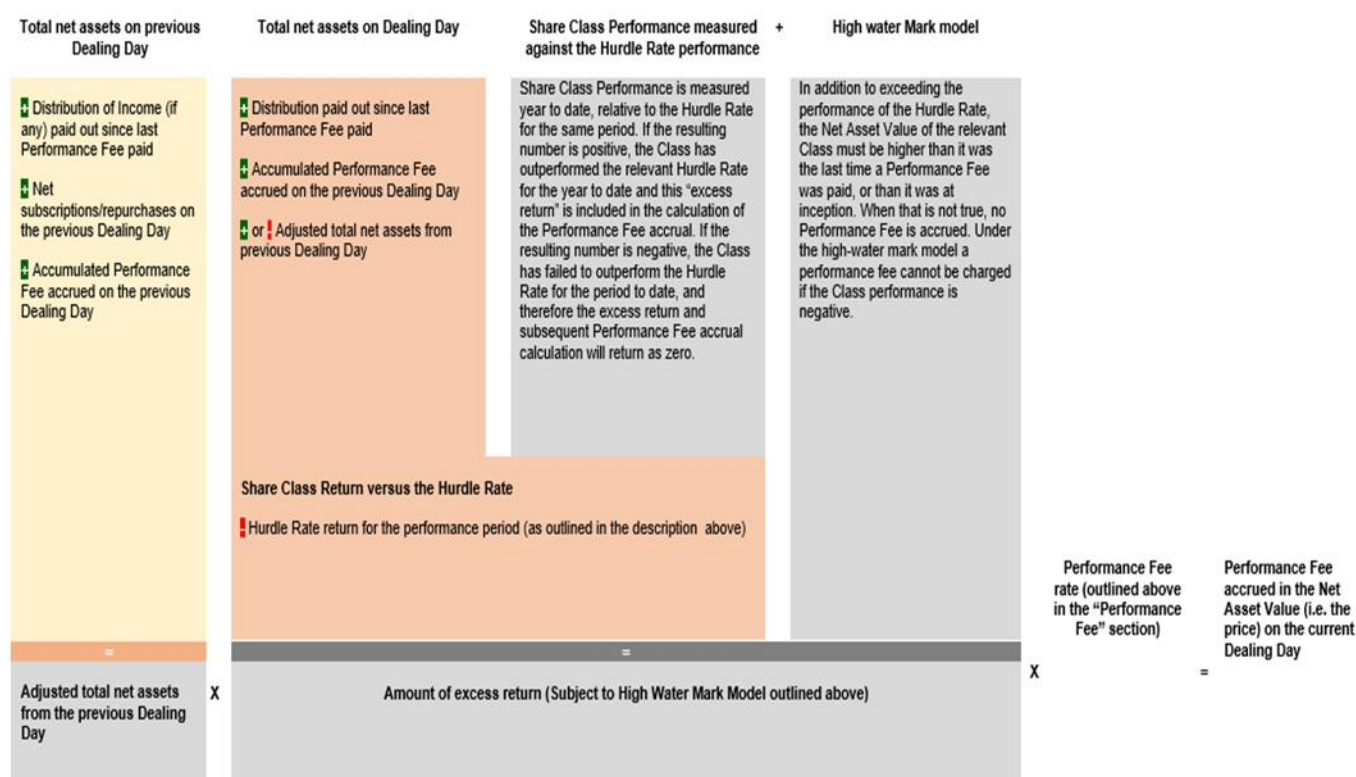 Total net assets on previous
Dealing Day
Total net assets on Dealing Day
Share Class Performance measured
against the Hurdle Rate performance
+
High water Mark model
+ Distribution of Income (if
any) paid out since last
Performance Fee paid
+ Net
subscriptions/repurchases on
the previous Dealing Day
+ Accumulated Performance
Fee accrued on the previous
Dealing Day
+ Distribution paid out since last
Performance Fee paid
+ Accumulated Performance Fee
accrued on the previous Dealing Day
+ or - Adjusted total net assets from
previous Dealing Day
Share Class Performance is measured
year to date, relative to the Hurdle Rate
for the same period. If the resulting
number is positive, the Class has
outperformed the relevant Hurdle Rate
for the year to date and this “excess
return” is included in the calculation of
the Performance Fee accrual. If the
resulting number is negative, the Class
has failed to outperform the Hurdle
Rate for the period to date, and
therefore the excess return and
subsequent Performance Fee accrual
calculation will return as zero.
In addition to exceeding the
performance of the Hurdle Rate,
the Net Asset Value of the relevant
Class must be higher than it was
the last time a Performance Fee
was paid, or than it was at
inception. When that is not true, no
Performance Fee is accrued. Under
the high-water mark model a
performance fee cannot be charged
if the Class performance is
negative.
Share Class Return versus the Hurdle Rate
- Hurdle Rate return for the performance period (as outlined in the description above)
=
=
Adjusted total net assets
from the previous Dealing
Day
X
Amount of excess return (Subject to High Water Mark Model outlined above)
X
Performance Fee
rate (outlined above
in the “Performance
Fee” section)
=
Performance Fee
accrued in the Net
Asset Value (i.e. the
price) on the current
Dealing Day